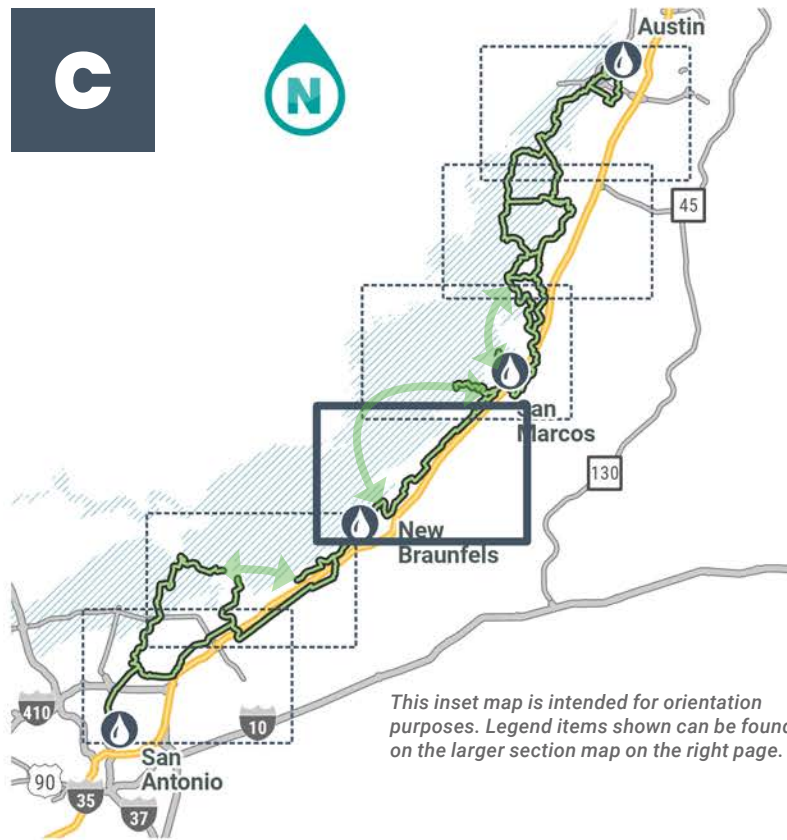 C
N
Austin
45
San
Marcos
130
New
Braunfels
410
10
This inset map is intended for orientation
purposes. Legend items shown can be found
on the larger section map on the right page.
San
Antonio
90
35
37